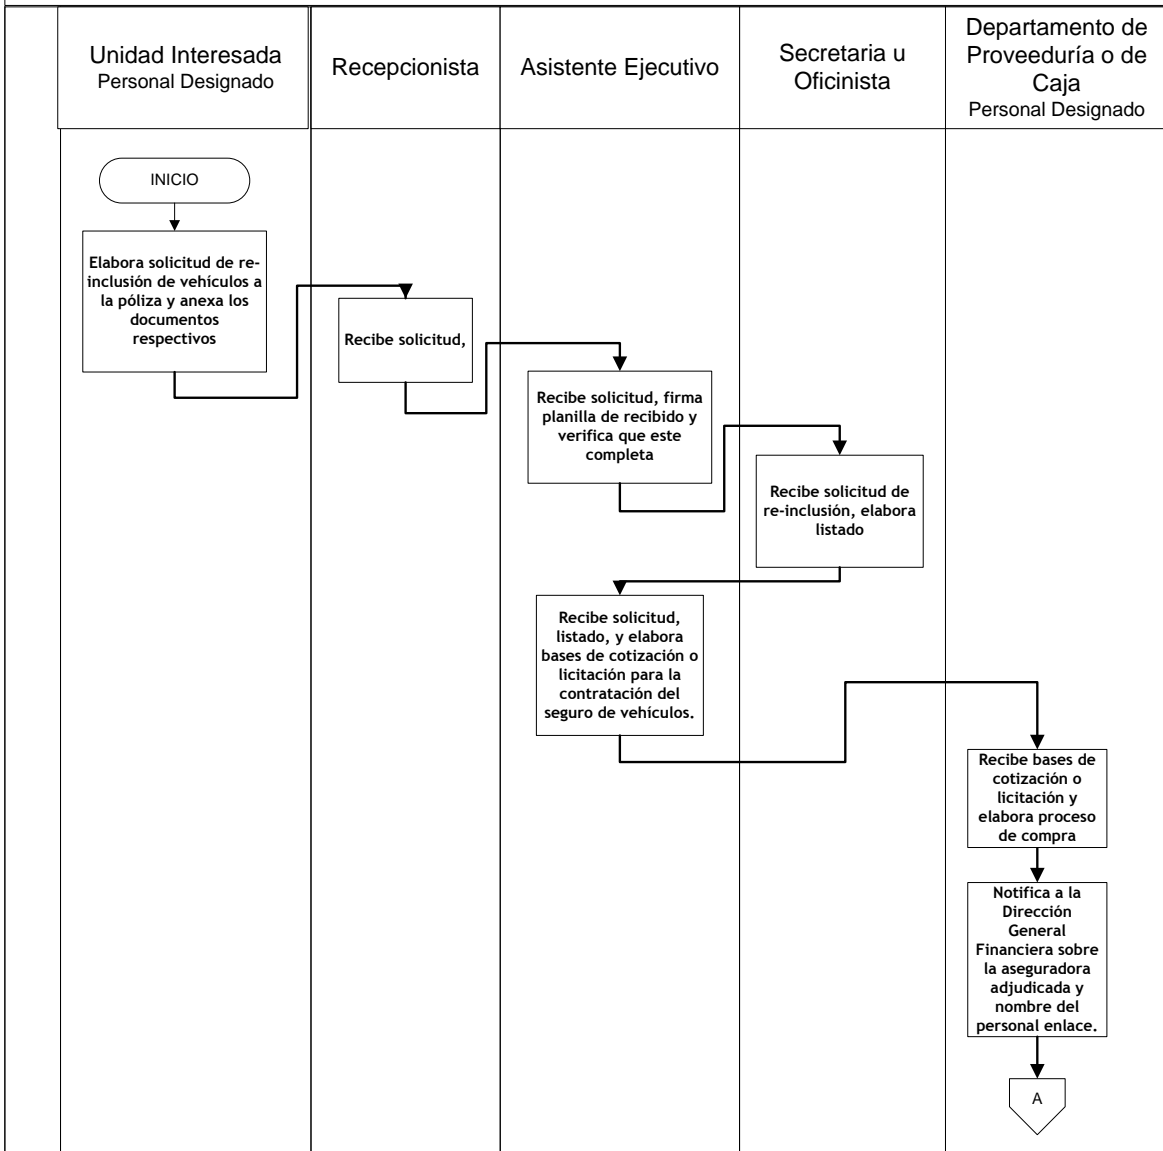 Unidad Interesada
Personal Designado
Recepcionista
Asistente Ejecutivo
Secretaria u
Oficinista
Departamento de
Proveeduría o de
Caja
Personal Designado
INICIO
Elabora solicitud de re-
inclusión de vehículos a
la póliza y anexa los
documentos
respectivos
Recibe solicitud,
Recibe solicitud, firma
planilla de recibido y
verifica que este
completa
Recibe solicitud de
re-inclusión, elabora
listado
Recibe solicitud,
listado, y elabora
bases de cotización o
licitación para la
contratación del
seguro de vehículos.
Recibe bases de
cotización o
licitación y
elabora proceso
de compra
Notifica a la
Dirección
General
Financiera sobre
la aseguradora
adjudicada y
nombre del
personal enlace.
A